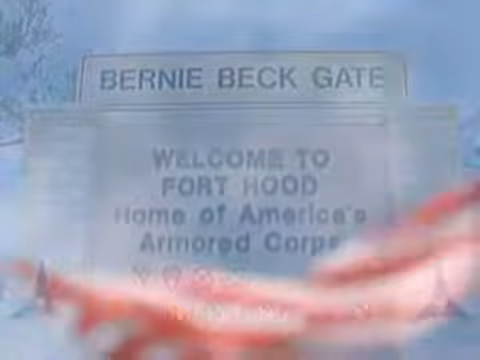 BERNIE BECK GATE
WELCOME TO
FORT HOOD
Home of America's
Armored Corps